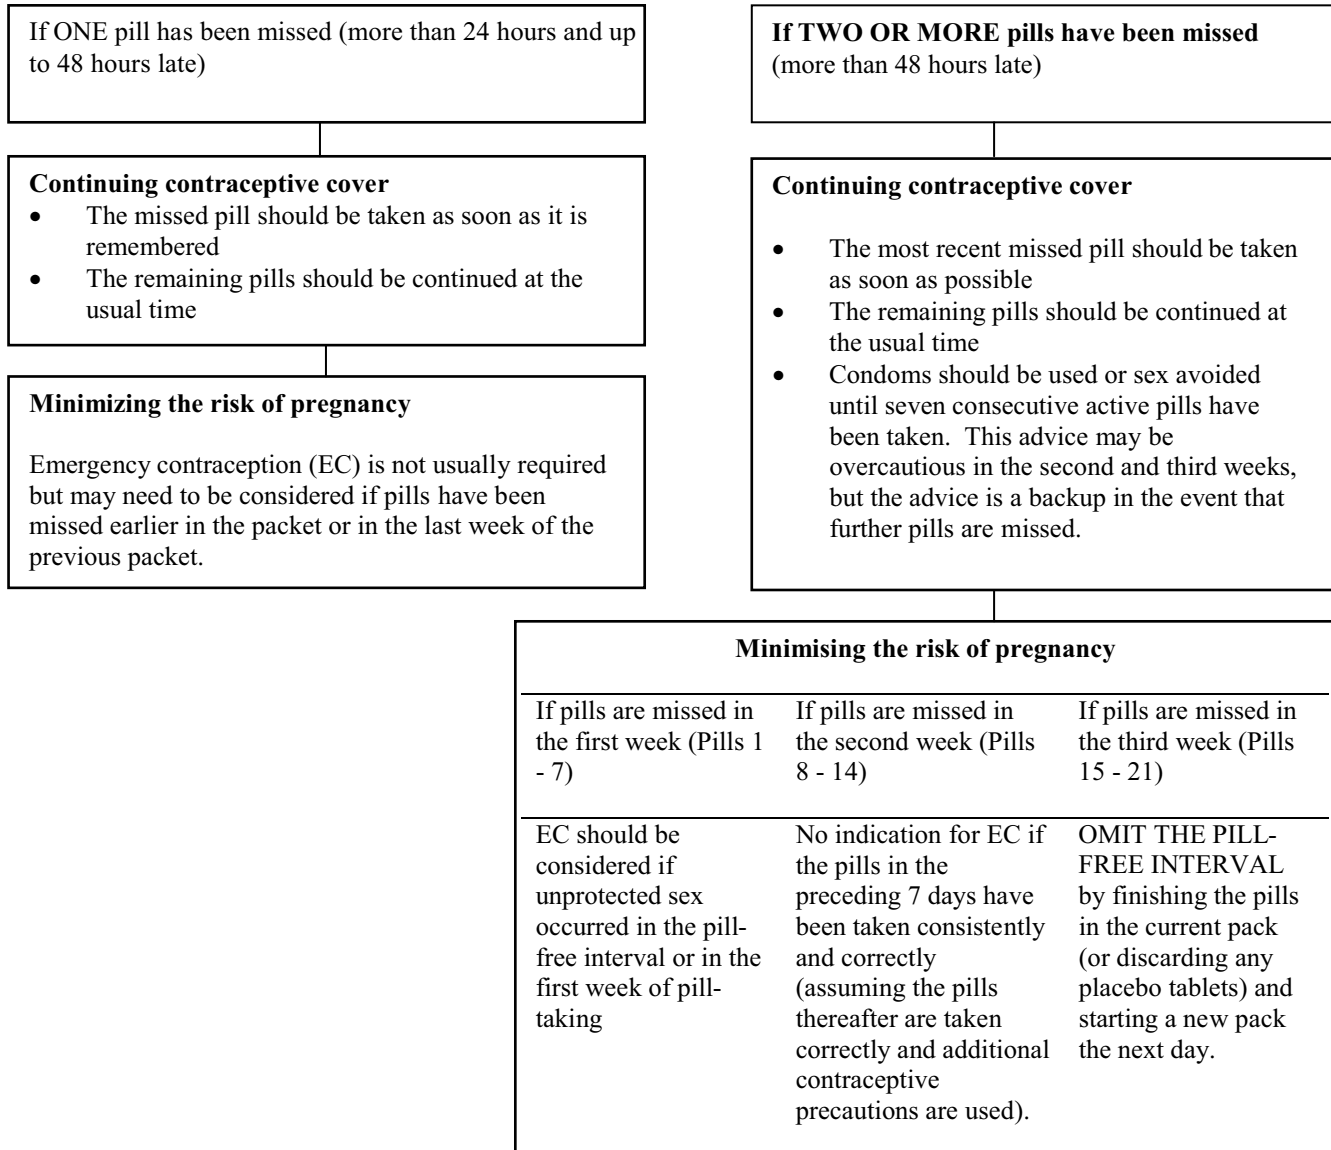 If ONE pill has been missed (more than 24 hours and up
to 48 hours late)
Continuing contraceptive cover
• The missed pill should be taken as soon as it is
remembered
• The remaining pills should be continued at the
usual time
Minimizing the risk of pregnancy
Emergency contraception (EC) is not usually required
but may need to be considered if pills have been
missed earlier in the packet or in the last week of the
previous packet.
If TWO OR MORE pills have been missed
(more than 48 hours late)
Continuing contraceptive cover
• The most recent missed pill should be taken
as soon as possible
• The remaining pills should be continued at
the usual time
• Condoms should be used or sex avoided
until seven consecutive active pills have
been taken. This advice may be
overcautious in the second and third weeks,
but the advice is a backup in the event that
further pills are missed.
Minimising the risk of pregnancy
If pills are missed in
the first week (Pills 1
- 7)
If pills are missed in
the second week (Pills
8 - 14)
If pills are missed in
the third week (Pills
15 - 21)
EC should be
considered if
unprotected sex
occurred in the pill-
free interval or in the
first week of pill-
taking
No indication for EC if
the pills in the
preceding 7 days have
been taken consistently
and correctly
(assuming the pills
thereafter are taken
correctly and additional
contraceptive
precautions are used).
OMIT THE PILL-
FREE INTERVAL
by finishing the pills
in the current pack
(or discarding any
placebo tablets) and
starting a new pack
the next day.